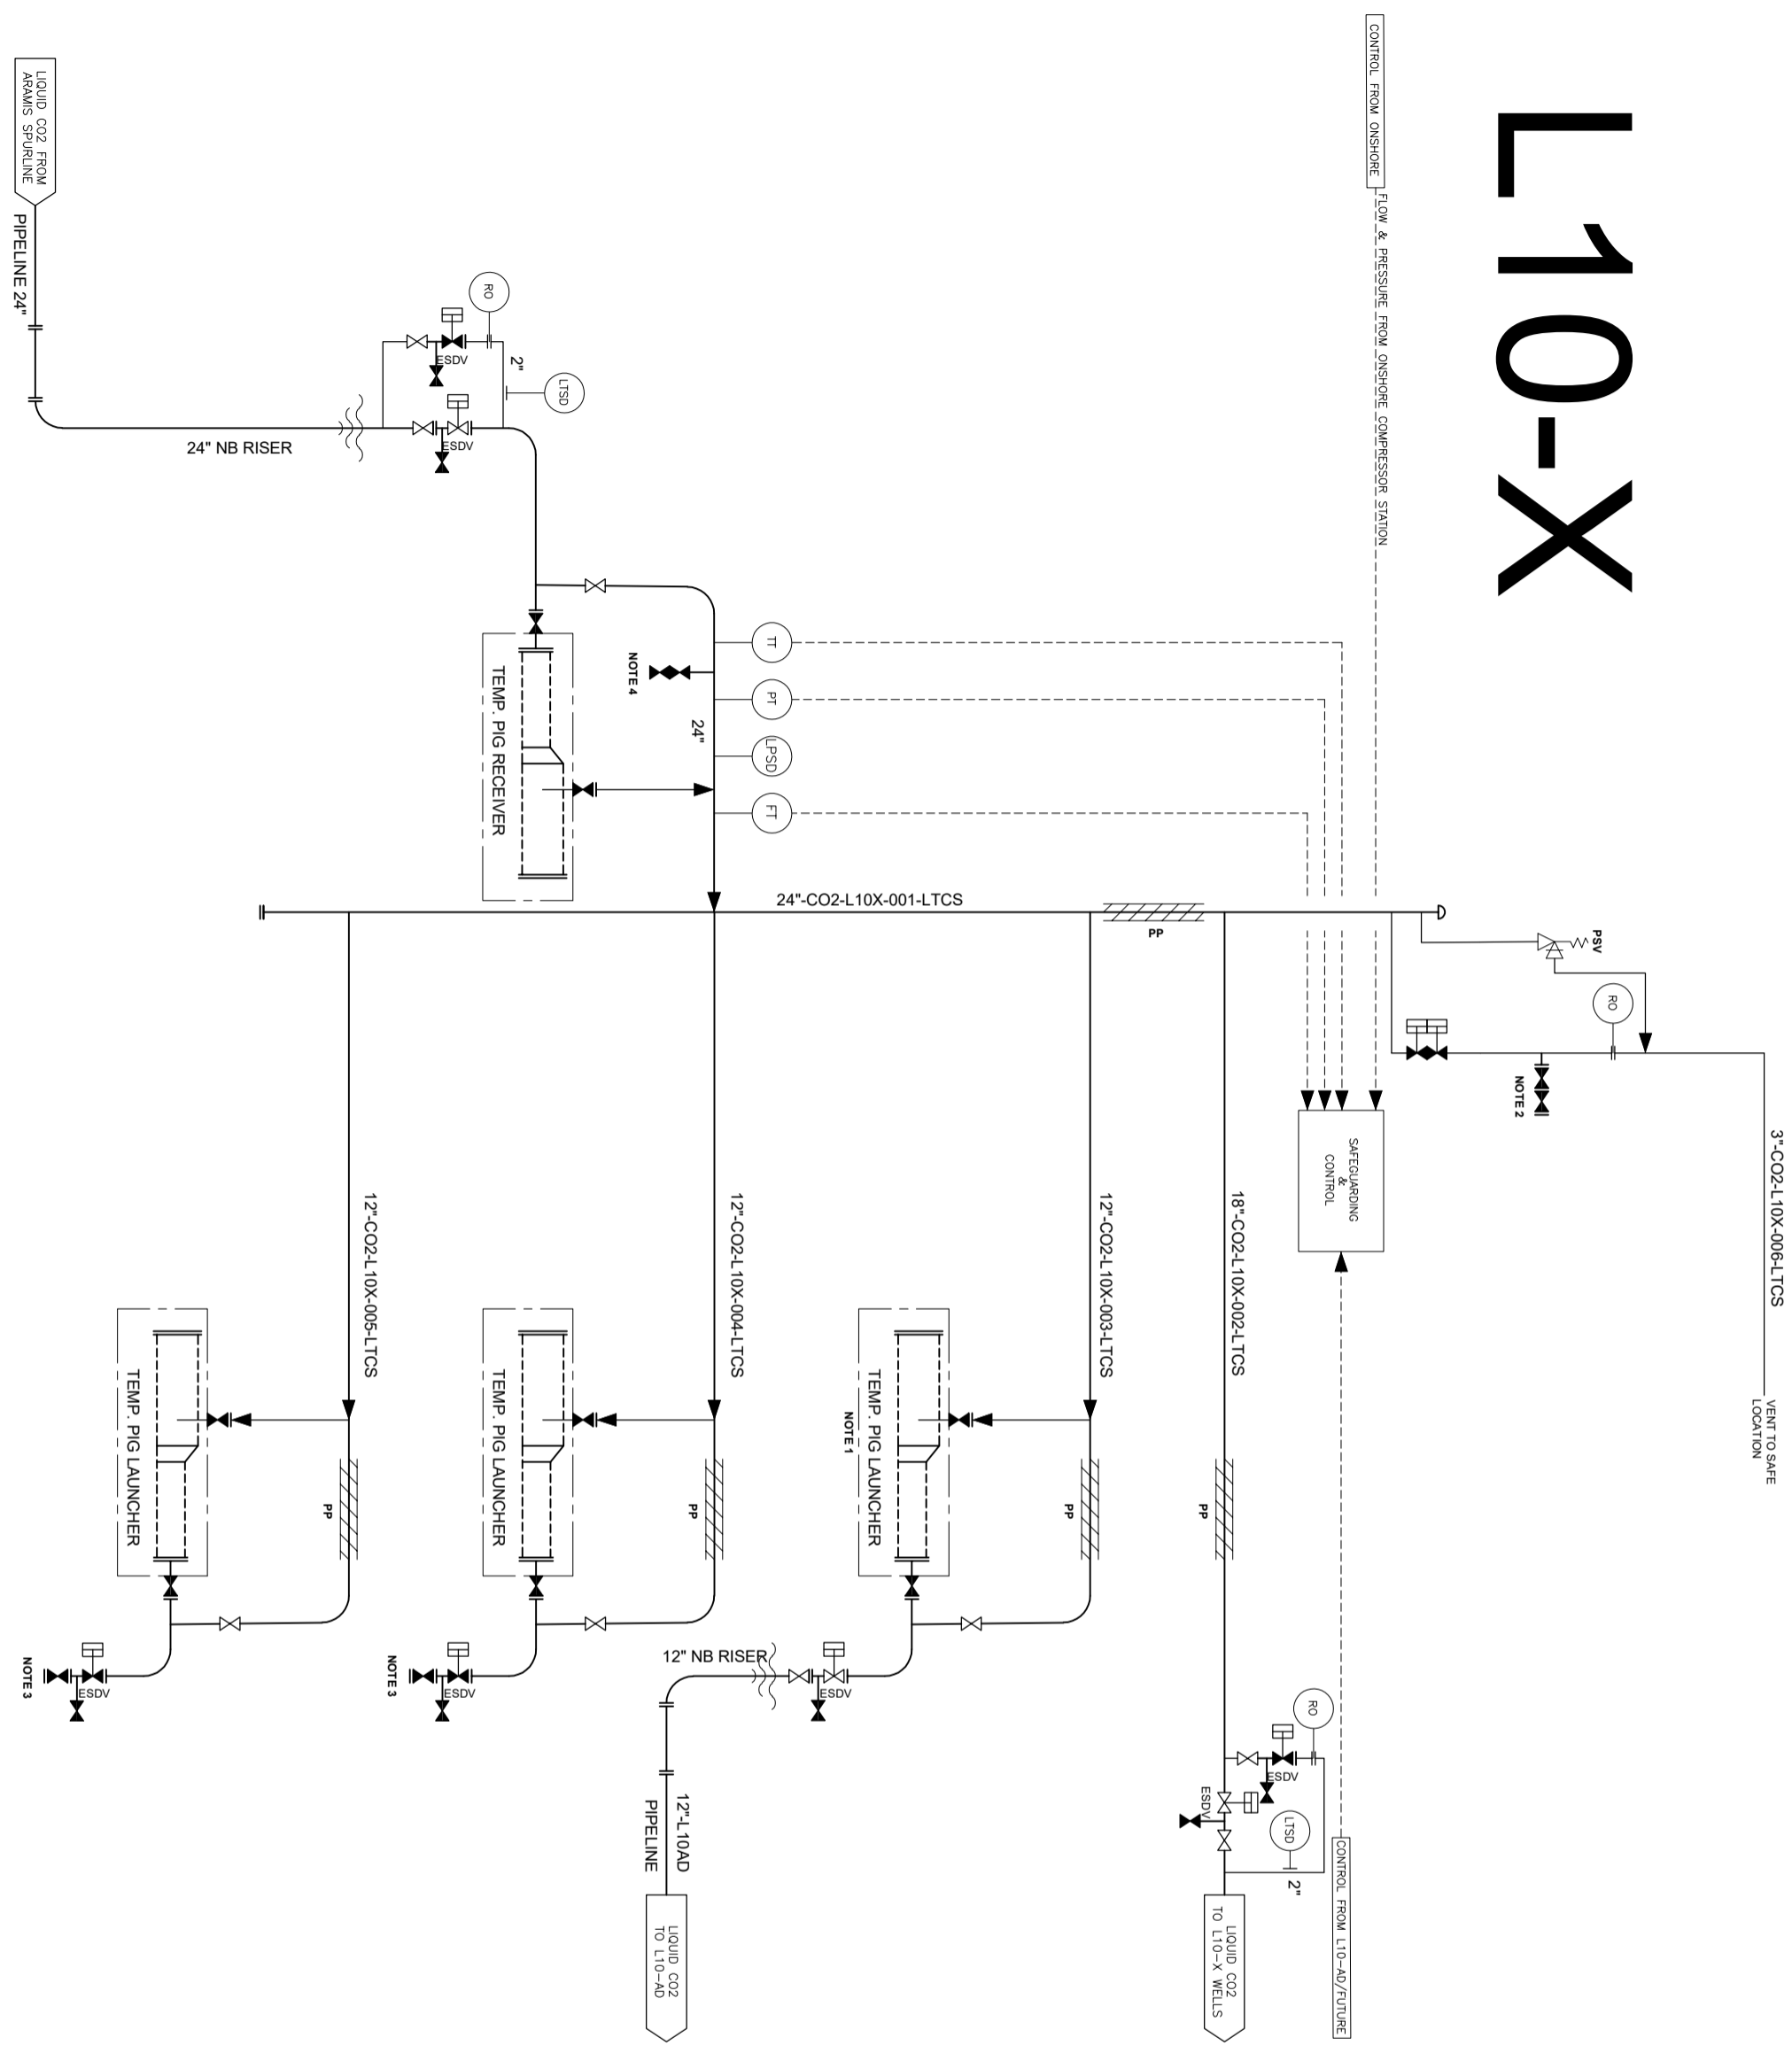 L10-X
CONTROL FROM ONSHORE
FLOW & PRESSURE FROM ONSHORE COMPRESSOR STATION
LIQUID CO2 FROM
ARAMIS SPURLINE
PIPELINE 24"
24" NB RISER
RO
ESDV
2"
LTSD
ESDV
TT
PT
LPSD
FT
NOTE 4
24"
TEMP. PIG RECEIVER
24"-CO2-L10X-001-LTCS
PP
PSV
RO
NOTE 2
3"-CO2-L10X-006-LTCS
VENT TO SAFE
LOCATION
SAFEGUARDING
&
CONTROL
CONTROL FROM L10-AD/FUTURE
18"-CO2-L10X-002-LTCS
PP
RO
ESDV
ESDV
LTSD
2"
LIQUID CO2
TO L10-X WELLS
12"-CO2-L10X-003-LTCS
PP
TEMP. PIG LAUNCHER
NOTE 1
ESDV
12" NB RISER
12"-L10AD
PIPELINE
LIQUID CO2
TO L10-AD
12"-CO2-L10X-004-LTCS
PP
TEMP. PIG LAUNCHER
ESDV
NOTE 3
12"-CO2-L10X-005-LTCS
PP
TEMP. PIG LAUNCHER
ESDV
NOTE 3